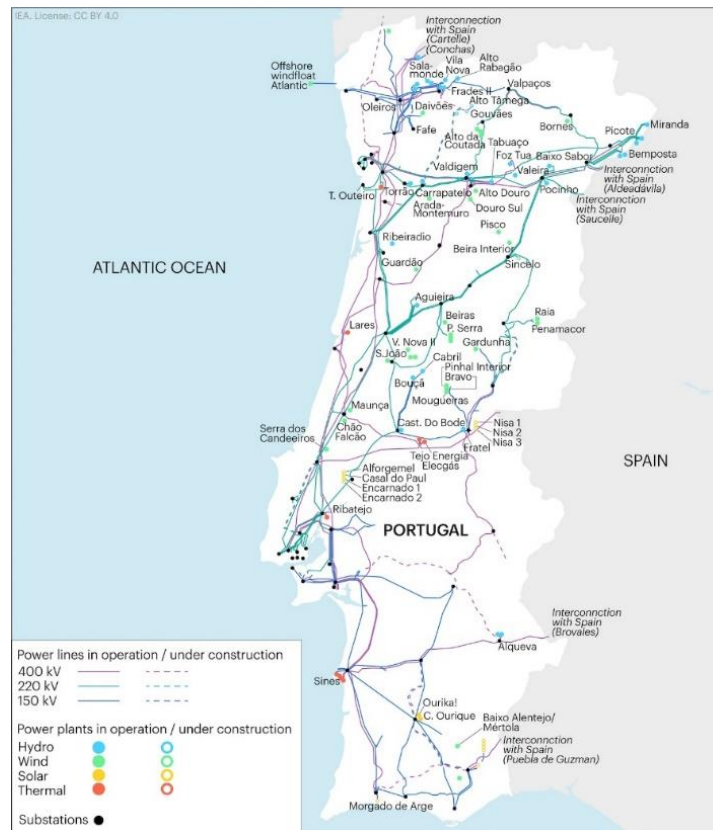 IEA. License: CC BY 4.0
Interconnection
with Spain
(Cartelle)
(Conchas)
Offshore
windfloat
Atlantic
Sala-
monde
Vila
Nova
Alto
Rabagão
Oleiros
Daivões
Frades II
Valpaços
Alto Tâmega
Gouvães
Fafe
Alto da
Coutada
Bornes
Picote
Miranda
Tabuaço
Bemposta
Foz Tua
Baixo Sabor
Valdigem
Valeira
Interconnction
with Spain
(Aldeadávila)
T. Outeiro
Torrão
Carrapatelo
Alto Douro
Pocinho
Interconnction
with Spain
(Saucelle)
Arada-
Montemuro
Douro Sul
Pisco
Ribeiradio
Beira Interior
Guardão
Sincelo
ATLANTIC OCEAN
Aguieira
Beiras
P. Serra
Raia
Penamacor
Lares
V. Nova II
Gardunha
S.João
Cabril
Pinhal Interior
Bravo
Bouçã
Mougueiras
Maunça
Chão
Falcão
Cast. Do Bode
Nisa 1
Nisa 2
Nisa 3
Serra dos
Candeeiros
Fratel
Tejo Energia
Elecgás
SPAIN
Alforgemel
Casal do Paul
Encarnado 1
Encarnado 2
Ribatejo
PORTUGAL
Interconnction
with Spain
(Brovales)
Alqueva
Sines
Ourika!
C. Ourique
Baixo Alentejo/
Mértola
Interconnction
with Spain
(Puebla de Guzman)
Morgado de Arge
Power lines in operation / under construction
400 kV
220 kV
150 kV
Power plants in operation / under construction
Hydro
Wind
Solar
Thermal
Substations